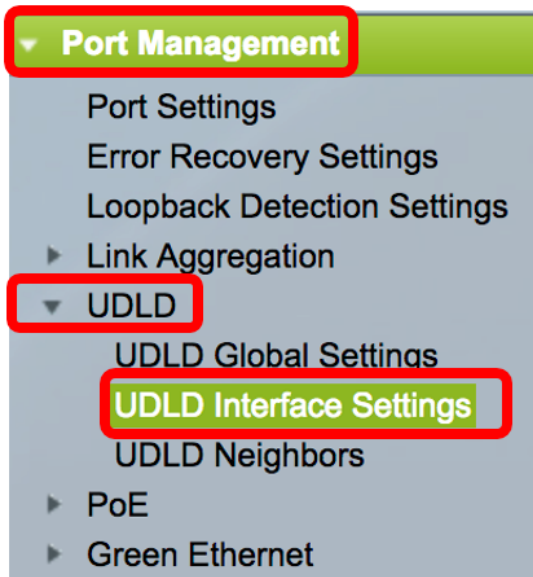 Port Management
Port Settings
Error Recovery Settings
Loopback Detection Settings
Link Aggregation
UDLD
UDLD Global Settings
UDLD Interface Settings
UDLD Neighbors
PoE
Green Ethernet